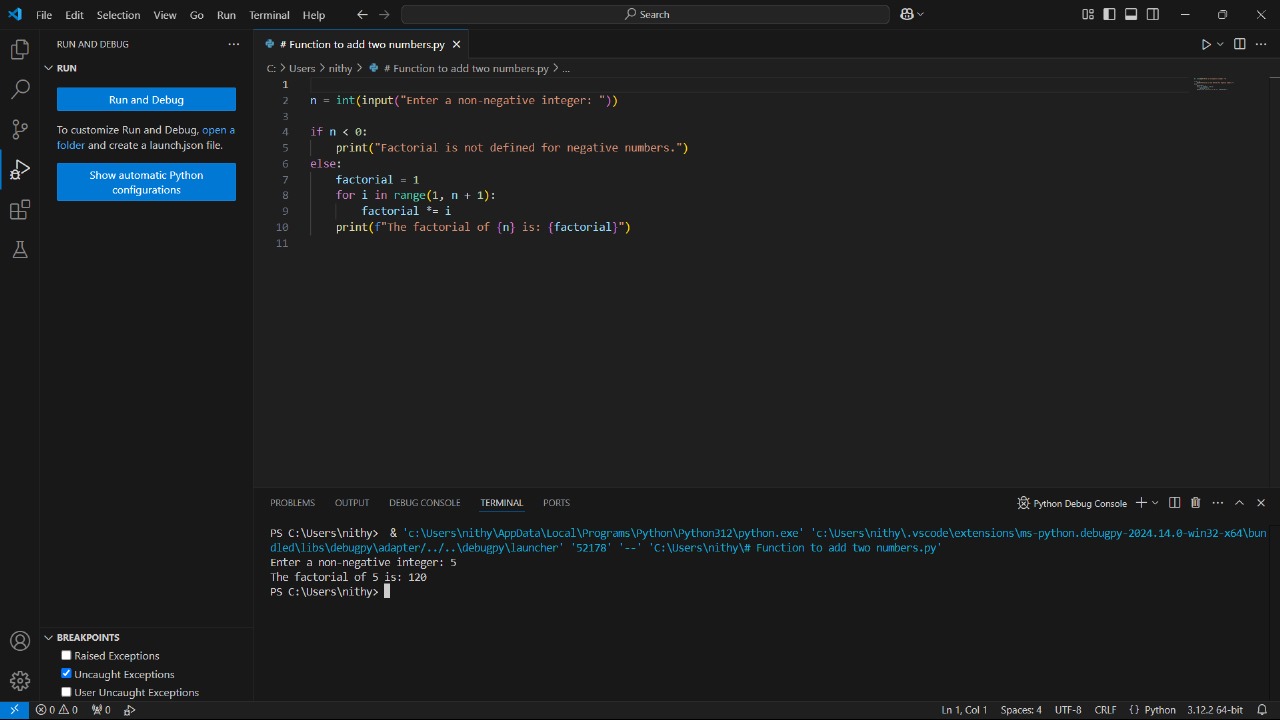 File Edit Selection View Go Run Terminal Help Search
RUN AND DEBUG
RUN
Run and Debug
To customize Run and Debug, open a
folder and create a launch.json file.
Show automatic Python
configurations
BREAKPOINTS
Raised Exceptions
Uncaught Exceptions
User Uncaught Exceptions
# Function to add two numbers.py
C: > Users > nithy > # Function to add two numbers.py > ...
1
2 n = int(input("Enter a non-negative integer: "))
3
4 if n < 0:
5 print("Factorial is not defined for negative numbers.")
6 else:
7 factorial = 1
8 for i in range(1, n + 1):
9 factorial *= i
10 print(f"The factorial of {n} is: {factorial}")
11
PROBLEMS OUTPUT DEBUG CONSOLE TERMINAL PORTS Python Debug Console
PS C:\Users\nithy> & 'c:\Users\nithy\AppData\Local\Programs\Python\Python312\python.exe' 'c:\Users\nithy\.vscode\extensions\ms-python.debugpy-2024.14.0-win32-x64\bun
dled\libs\debugpy\adapter/../..\debugpy\launcher' '52178' '--' 'C:\Users\nithy\# Function to add two numbers.py'
Enter a non-negative integer: 5
The factorial of 5 is: 120
PS C:\Users\nithy>
0 0 0 Ln 1, Col 1 Spaces: 4 UTF-8 CRLF {} Python 3.12.2 64-bit